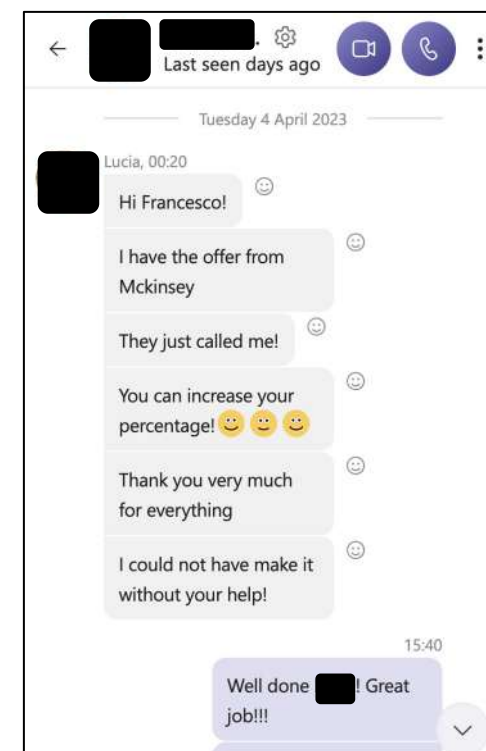 Last seen days ago
Tuesday 4 April 2023
Lucia, 00:20
Hi Francesco!
I have the offer from
Mckinsey
They just called me!
You can increase your
percentage!
Thank you very much
for everything
I could not have make it
without your help!
15:40
Well done ! Great
job!!!